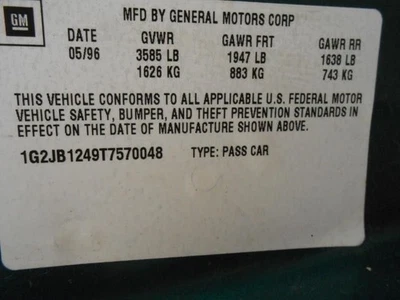 GM
MFD BY GENERAL MOTORS CORP
DATE GVWR GAWR FRT GAWR RR
05/96 3585 LB 1947 LB 1638 LB
1626 KG 883 KG 743 KG
THIS VEHICLE CONFORMS TO ALL APPLICABLE U.S. FEDERAL MOTOR
VEHICLE SAFETY, BUMPER, AND THEFT PREVENTION STANDARDS IN
EFFECT ON THE DATE OF MANUFACTURE SHOWN ABOVE.
1G2JB1249T7570048 TYPE: PASS CAR